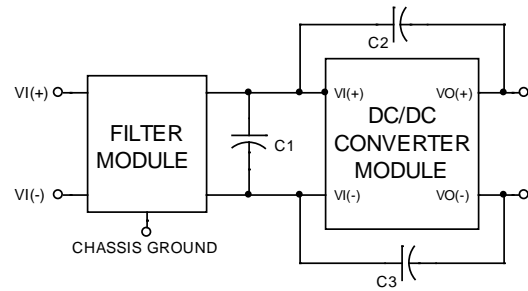 C2
VI(+)
VI(+)
VO(+)
FILTER
MODULE
C1
DC/DC
CONVERTER
MODULE
VI(-)
VI(-)
VO(-)
CHASSIS GROUND
C3